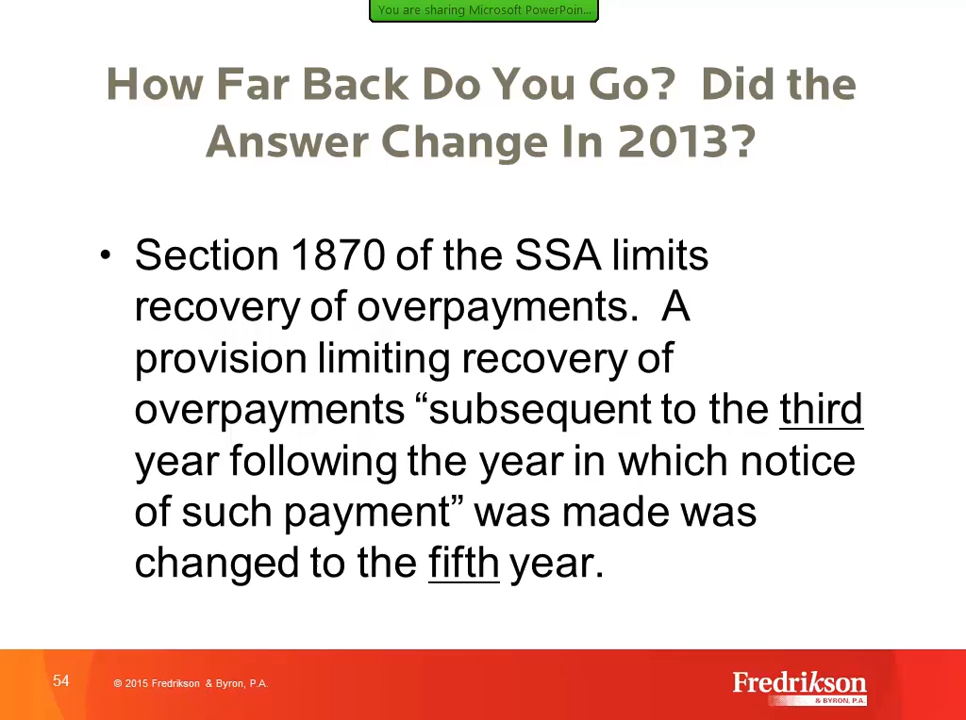 You are sharing Microsoft PowerPoin...
How Far Back Do You Go? Did the
Answer Change In 2013?
• Section 1870 of the SSA limits
recovery of overpayments. A
provision limiting recovery of
overpayments “subsequent to the third
year following the year in which notice
of such payment” was made was
changed to the fifth year.
54
© 2015 Fredrikson & Byron, P.A.
Fredrikson
& BYRON, P.A.